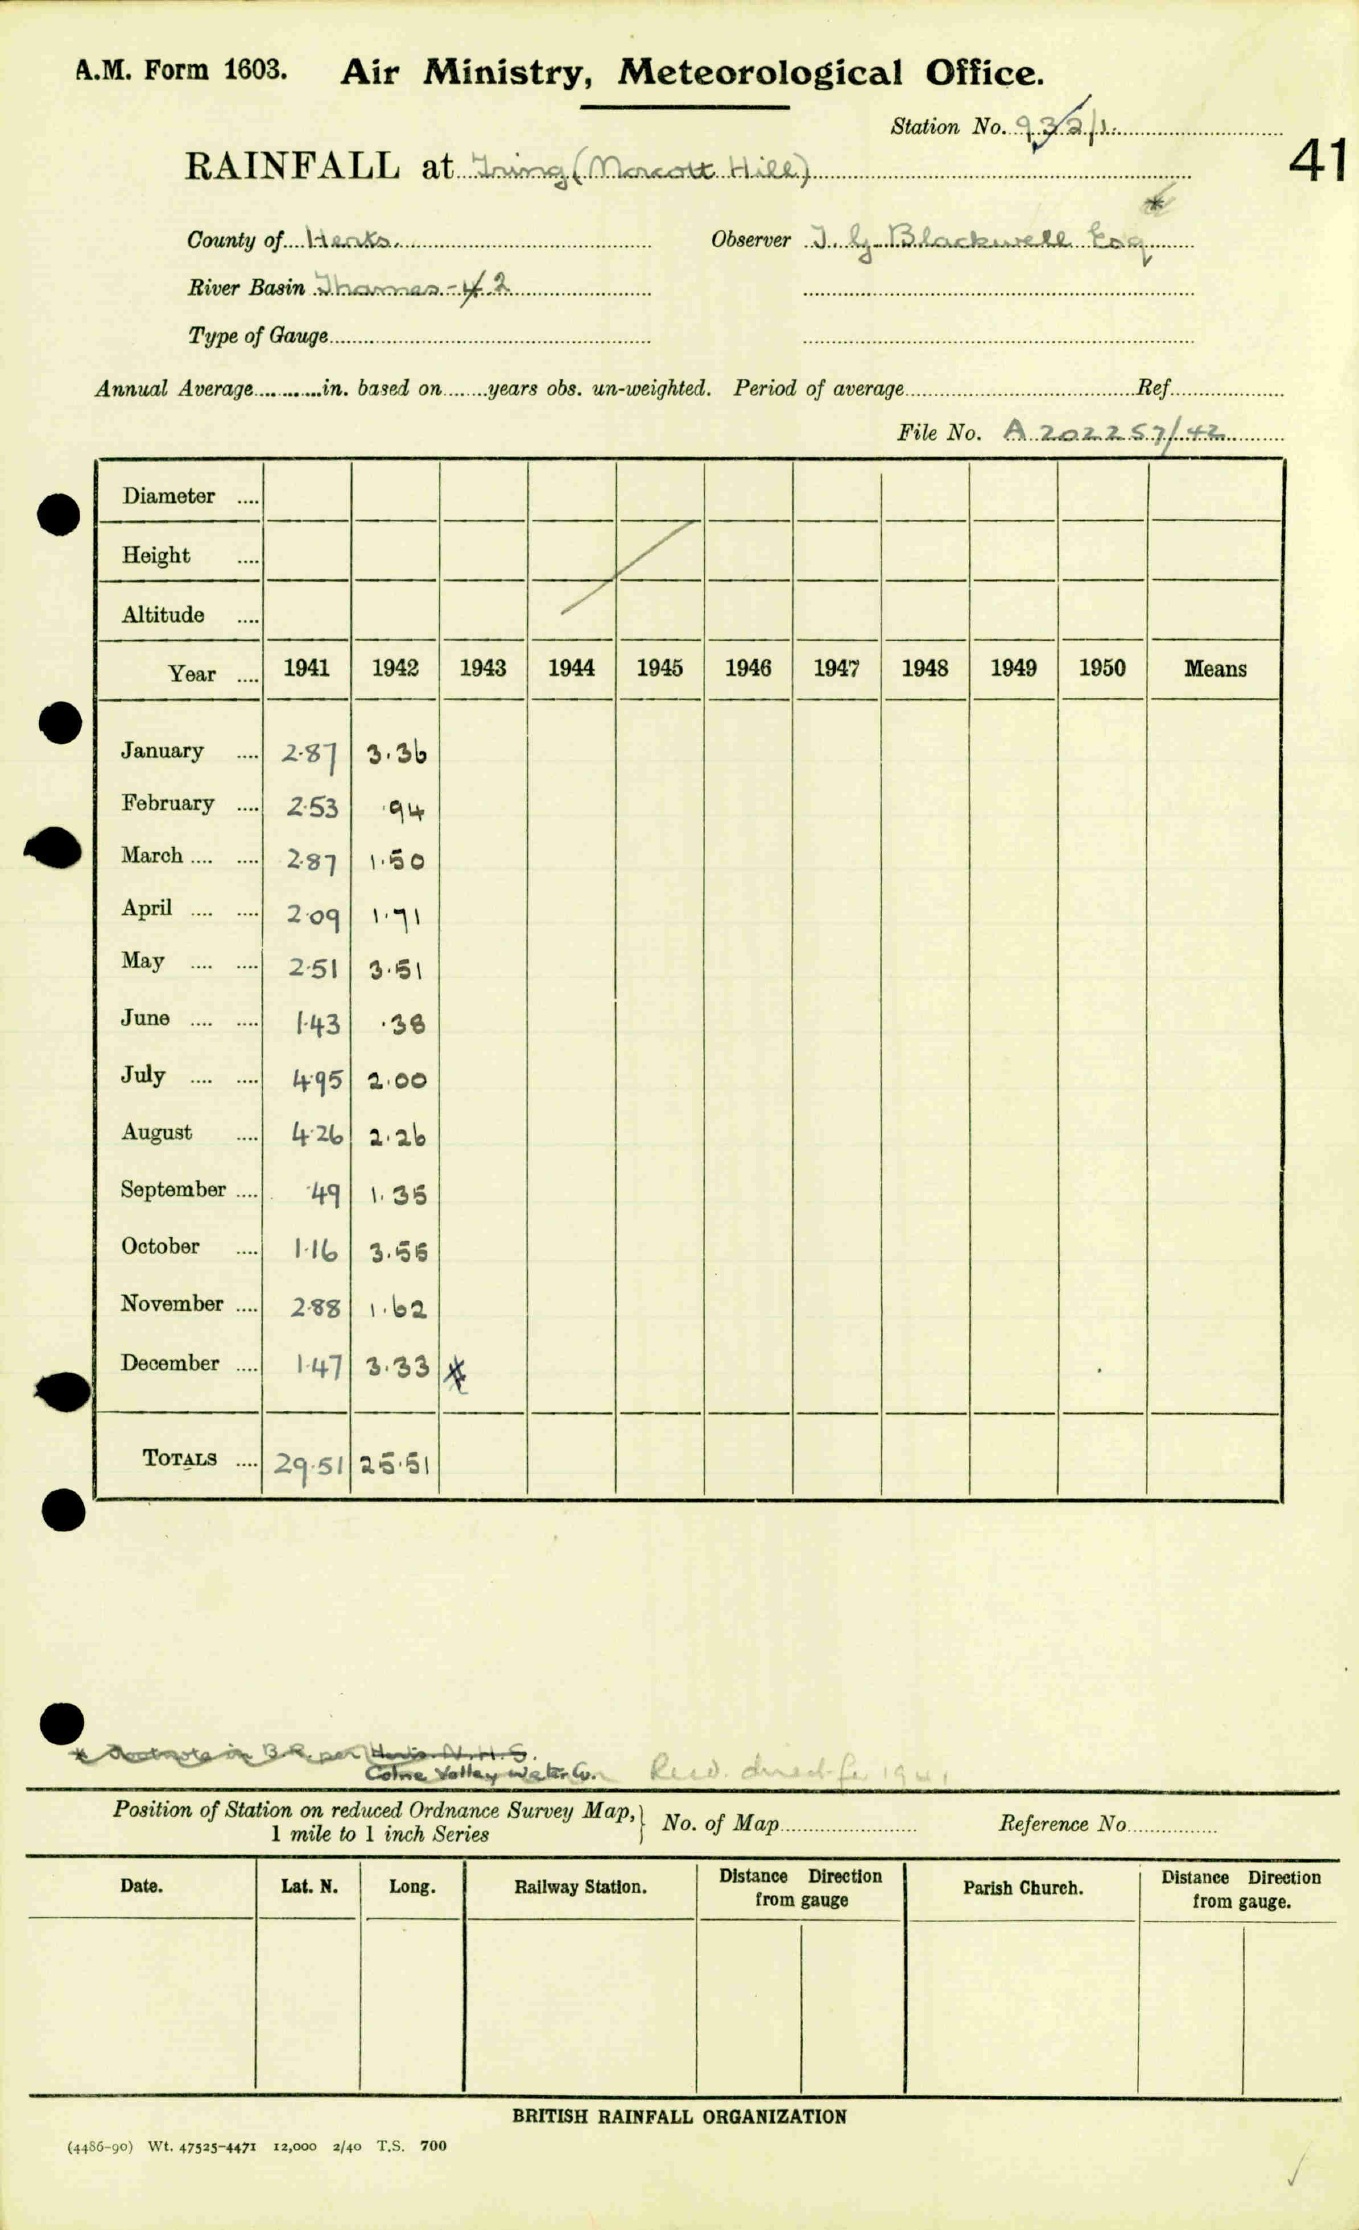 A.M. Form 1603. Air Ministry, Meteorological Office.
Station No. 932/1.
41
RAINFALL at Tring (Marcott Hill)
County of Herts. Observer T. G. Blackwell Esq *
River Basin Thames - 4 2
Type of Gauge
Annual Average in. based on years obs. un-weighted. Period of average Ref
File No. A 202257/42
Diameter ....
Height ....
Altitude ....
Year .... 1941 1942 1943 1944 1945 1946 1947 1948 1949 1950 Means
January .... 2.87 3.36
February .... 2.53 .94
March .... .... 2.87 1.50
April .... .... 2.09 1.71
May .... .... 2.51 3.51
June .... .... 1.43 .38
July .... .... 4.95 2.00
August .... 4.26 2.26
September .... .49 1.35
October .... 1.16 3.55
November .... 2.88 1.62
December .... 1.47 3.33 *
TOTALS .... 29.51 25.51
* Footnote in B.R. per Herts. N.H.S.
Colne Valley Water Co. Recd. direct fr 1941
Position of Station on reduced Ordnance Survey Map, } No. of Map Reference No
1 mile to 1 inch Series
Date. Lat. N. Long. Railway Station. Distance Direction from gauge Parish Church. Distance Direction from gauge.
BRITISH RAINFALL ORGANIZATION
(4486-90) Wt. 47525-4471 12,000 2/40 T.S. 700